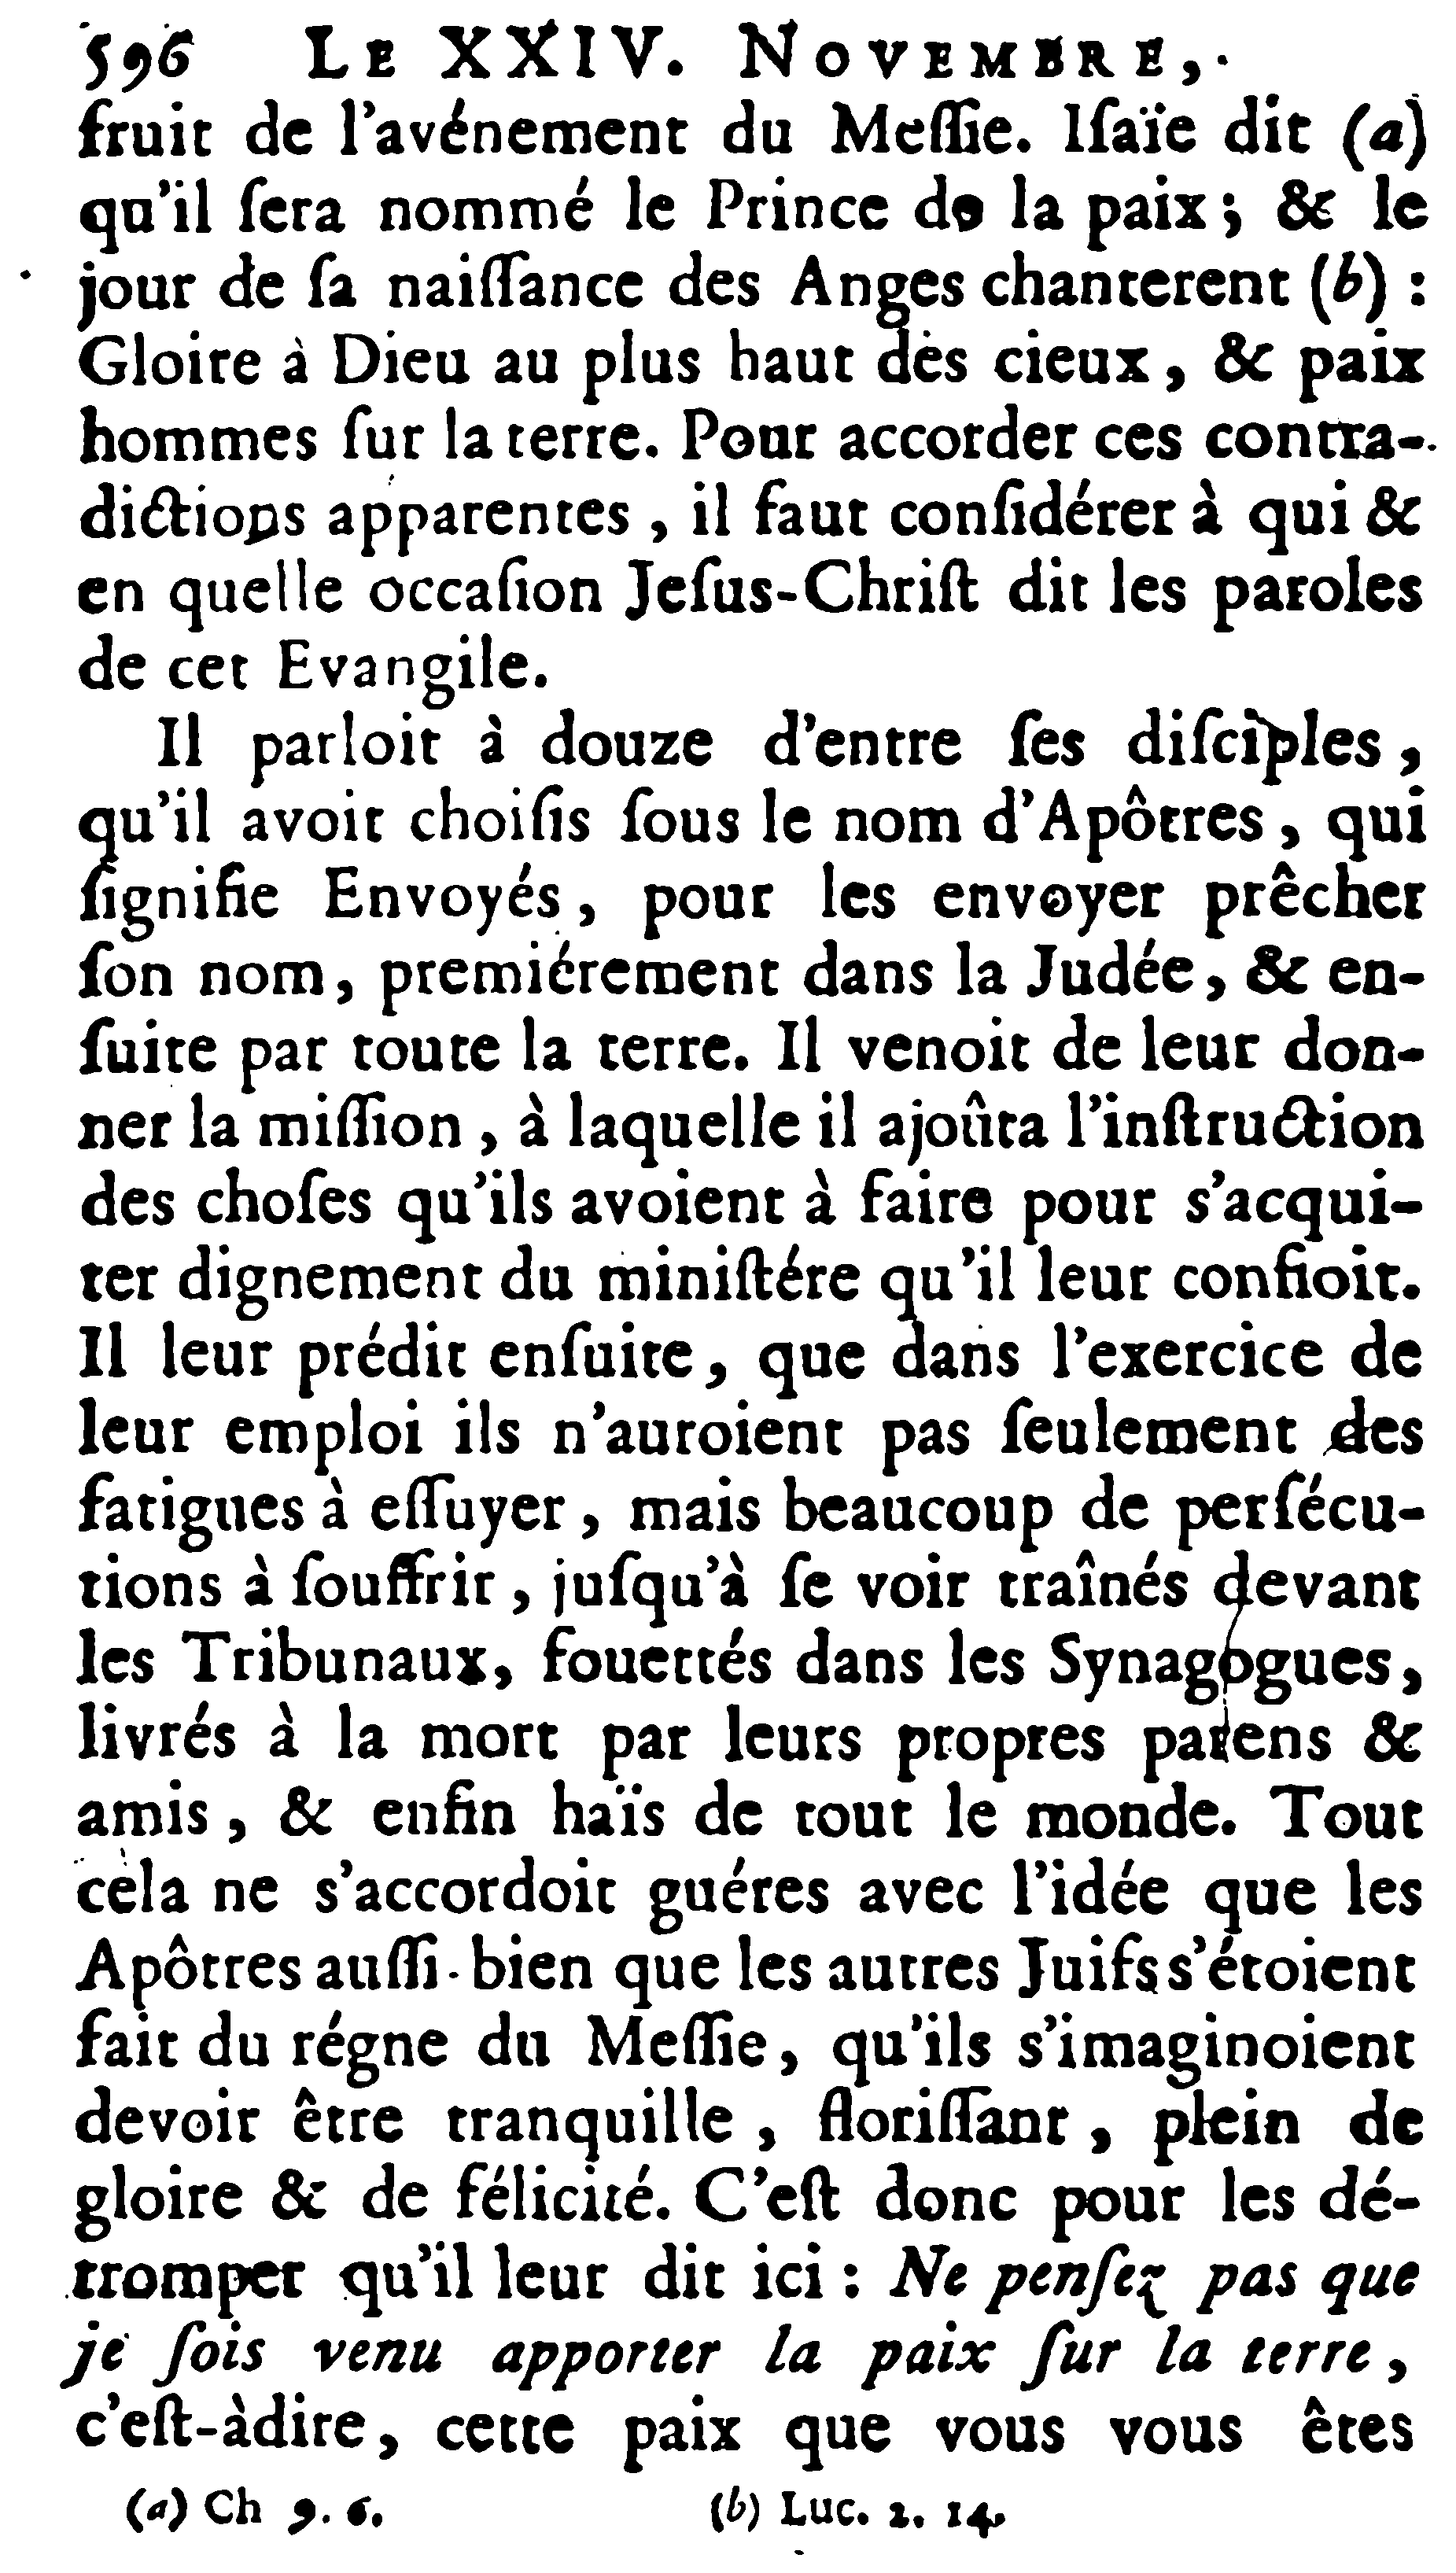 596 LE XXIV. NOVEMBRE,
fruit de l'avénement du Meſſie. Iſaïe dit (a)
qu'il ſera nommé le Prince de la paix; & le
jour de ſa naiſſance des Anges chanterent (b) :
Gloire à Dieu au plus haut des cieux, & paix
hommes ſur la terre. Pour accorder ces contra-
dictions apparentes, il faut conſidérer à qui &
en quelle occaſion Jeſus-Chriſt dit les paroles
de cet Evangile.
Il parloit à douze d'entre ſes diſciples,
qu'il avoit choiſis ſous le nom d'Apôtres, qui
ſignifie Envoyés, pour les envoyer prêcher
ſon nom, premiérement dans la Judée, & en-
ſuite par toute la terre. Il venoit de leur don-
ner la miſſion, à laquelle il ajoûta l'inſtruction
des choſes qu'ils avoient à faire pour s'acqui-
ter dignement du miniſtére qu'il leur confioit.
Il leur prédit enſuite, que dans l'exercice de
leur emploi ils n'auroient pas ſeulement des
fatigues à eſſuyer, mais beaucoup de perſécu-
tions à ſouffrir, juſqu'à ſe voir traînés devant
les Tribunaux, fouettés dans les Synagogues,
livrés à la mort par leurs propres parens &
amis, & enfin haïs de tout le monde. Tout
cela ne s'accordoit guéres avec l'idée que les
Apôtres auſſi-bien que les autres Juifs s'étoient
fait du régne du Meſſie, qu'ils s'imaginoient
devoir être tranquille, floriſſant, plein de
gloire & de félicité. C'eſt donc pour les dé-
tromper qu'il leur dit ici : Ne penſez pas que
je ſois venu apporter la paix ſur la terre,
c'eſt-àdire, cette paix que vous vous êtes
(a) Ch 9. 6. (b) Luc. 2. 14.